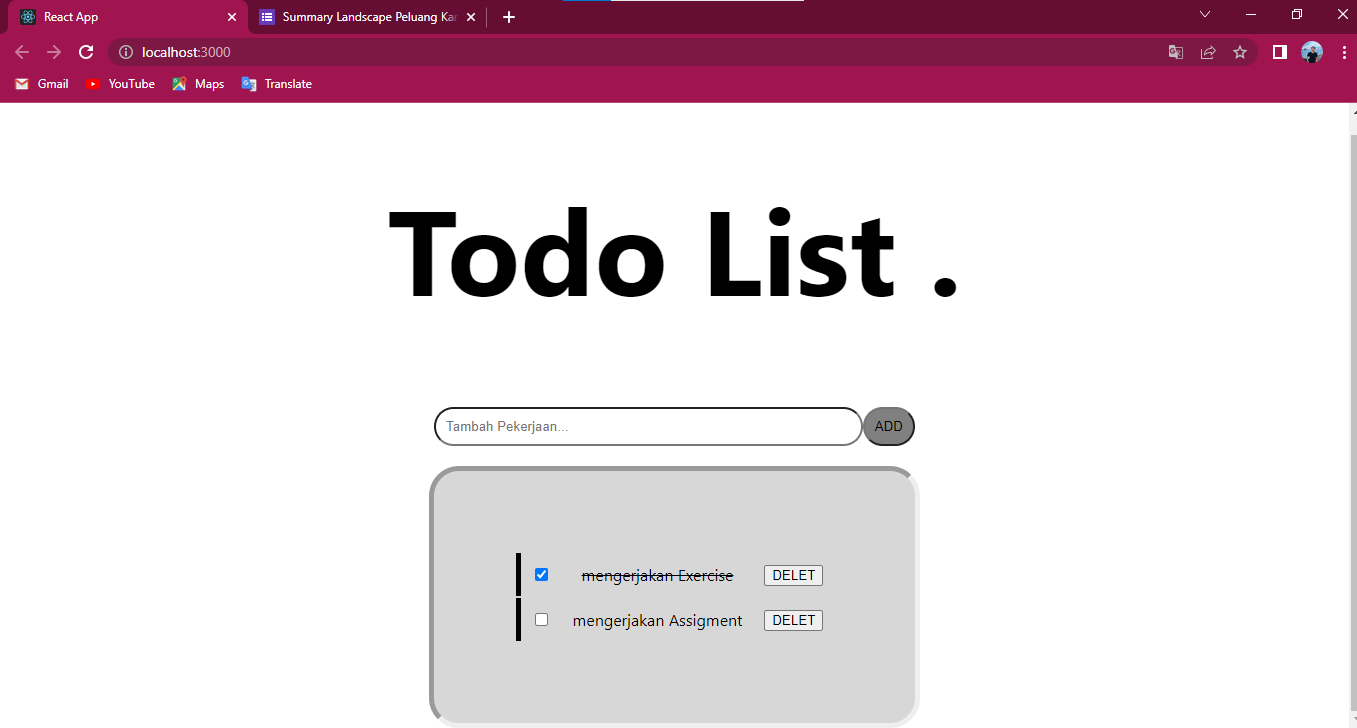 React App
Summary Landscape Peluang Kar
localhost:3000
Gmail
YouTube
Maps
Translate
Todo List .
Tambah Pekerjaan...
ADD
mengerjakan Exercise
DELET
mengerjakan Assigment
DELET